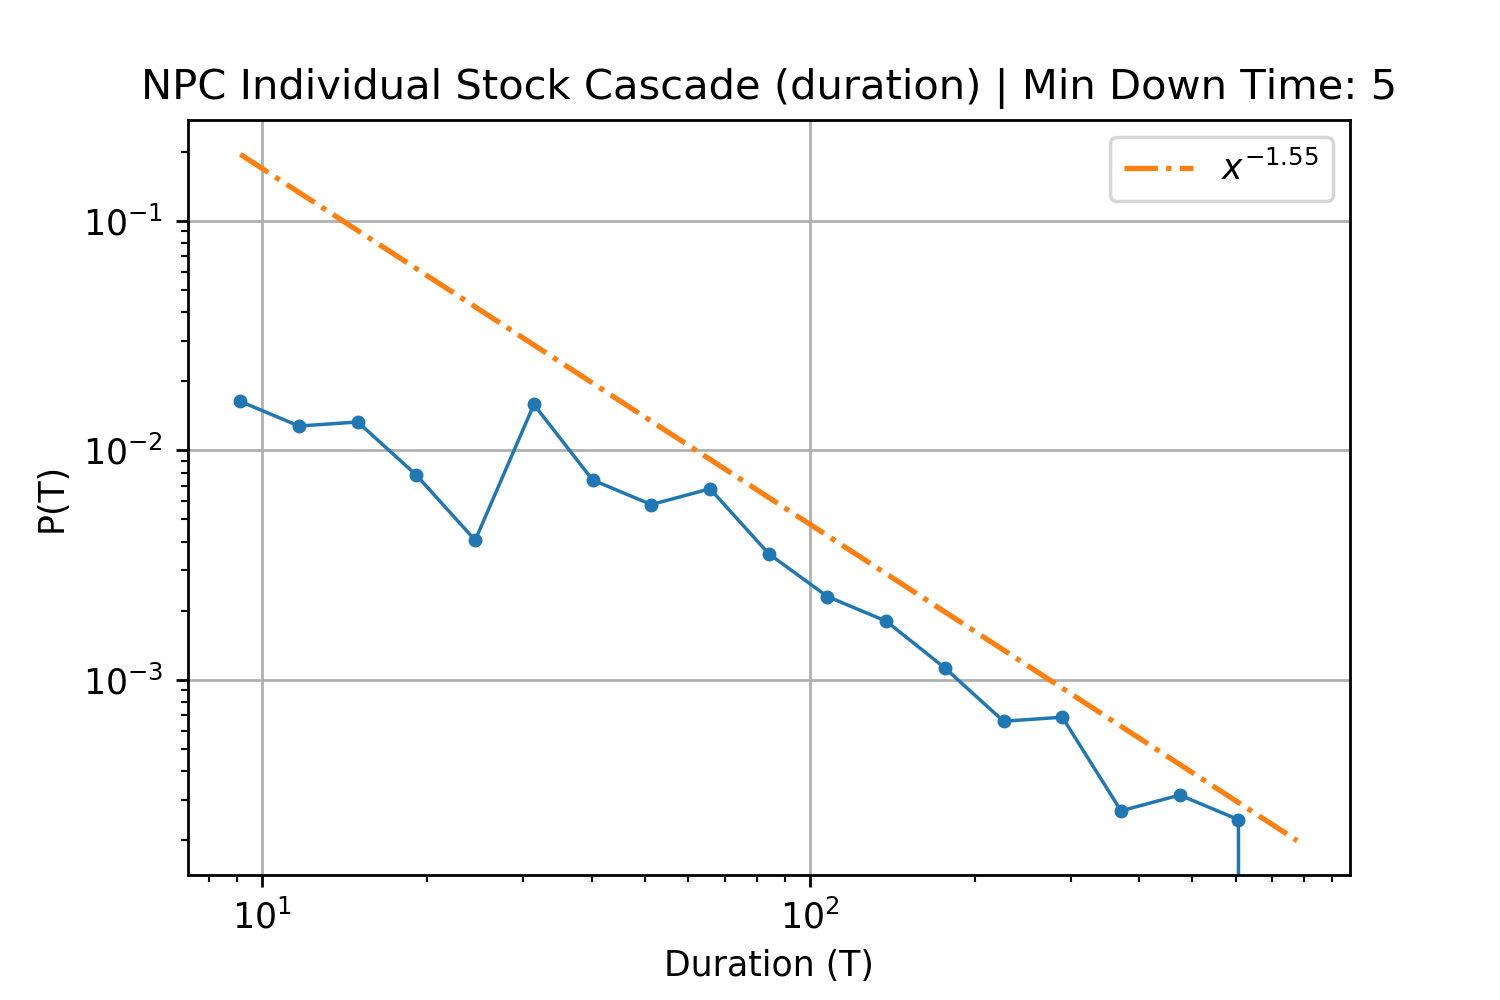 NPC Individual Stock Cascade (duration) | Min Down Time: 5
x^{-1.55}
10^{-1}
10^{-2}
10^{-3}
P(T)
10^{1} 10^{2}
Duration (T)